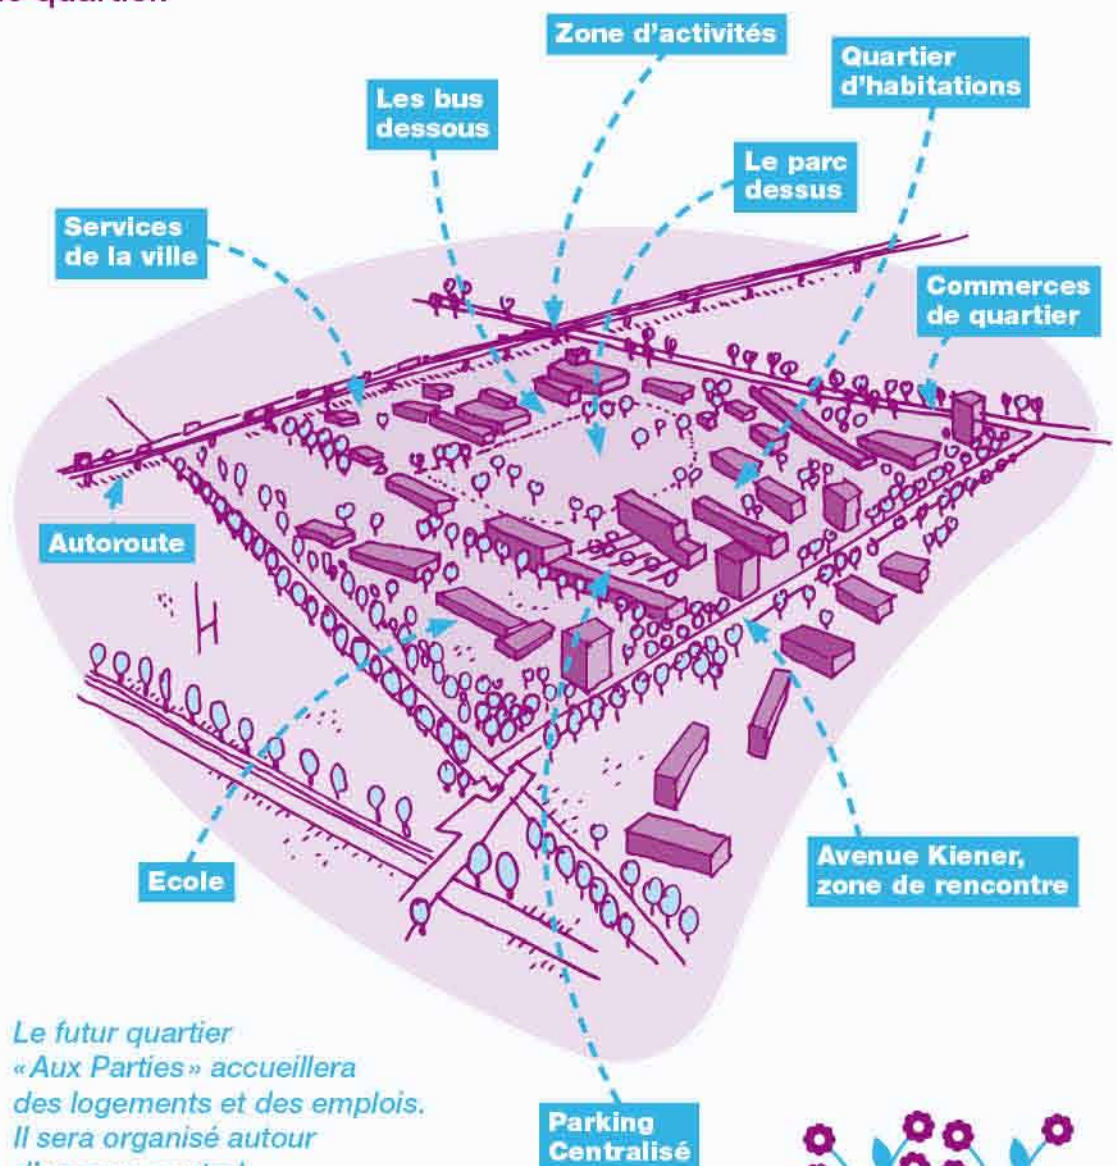 Zone d'activités
Quartier
d'habitations
Les bus
dessous
Le parc
dessus
Services
de la ville
Commerces
de quartier
Autoroute
Ecole
Avenue Kiener,
zone de rencontre
Le futur quartier
«Aux Parties» accueillera
des logements et des emplois.
Il sera organisé autour
Parking
Centralisé